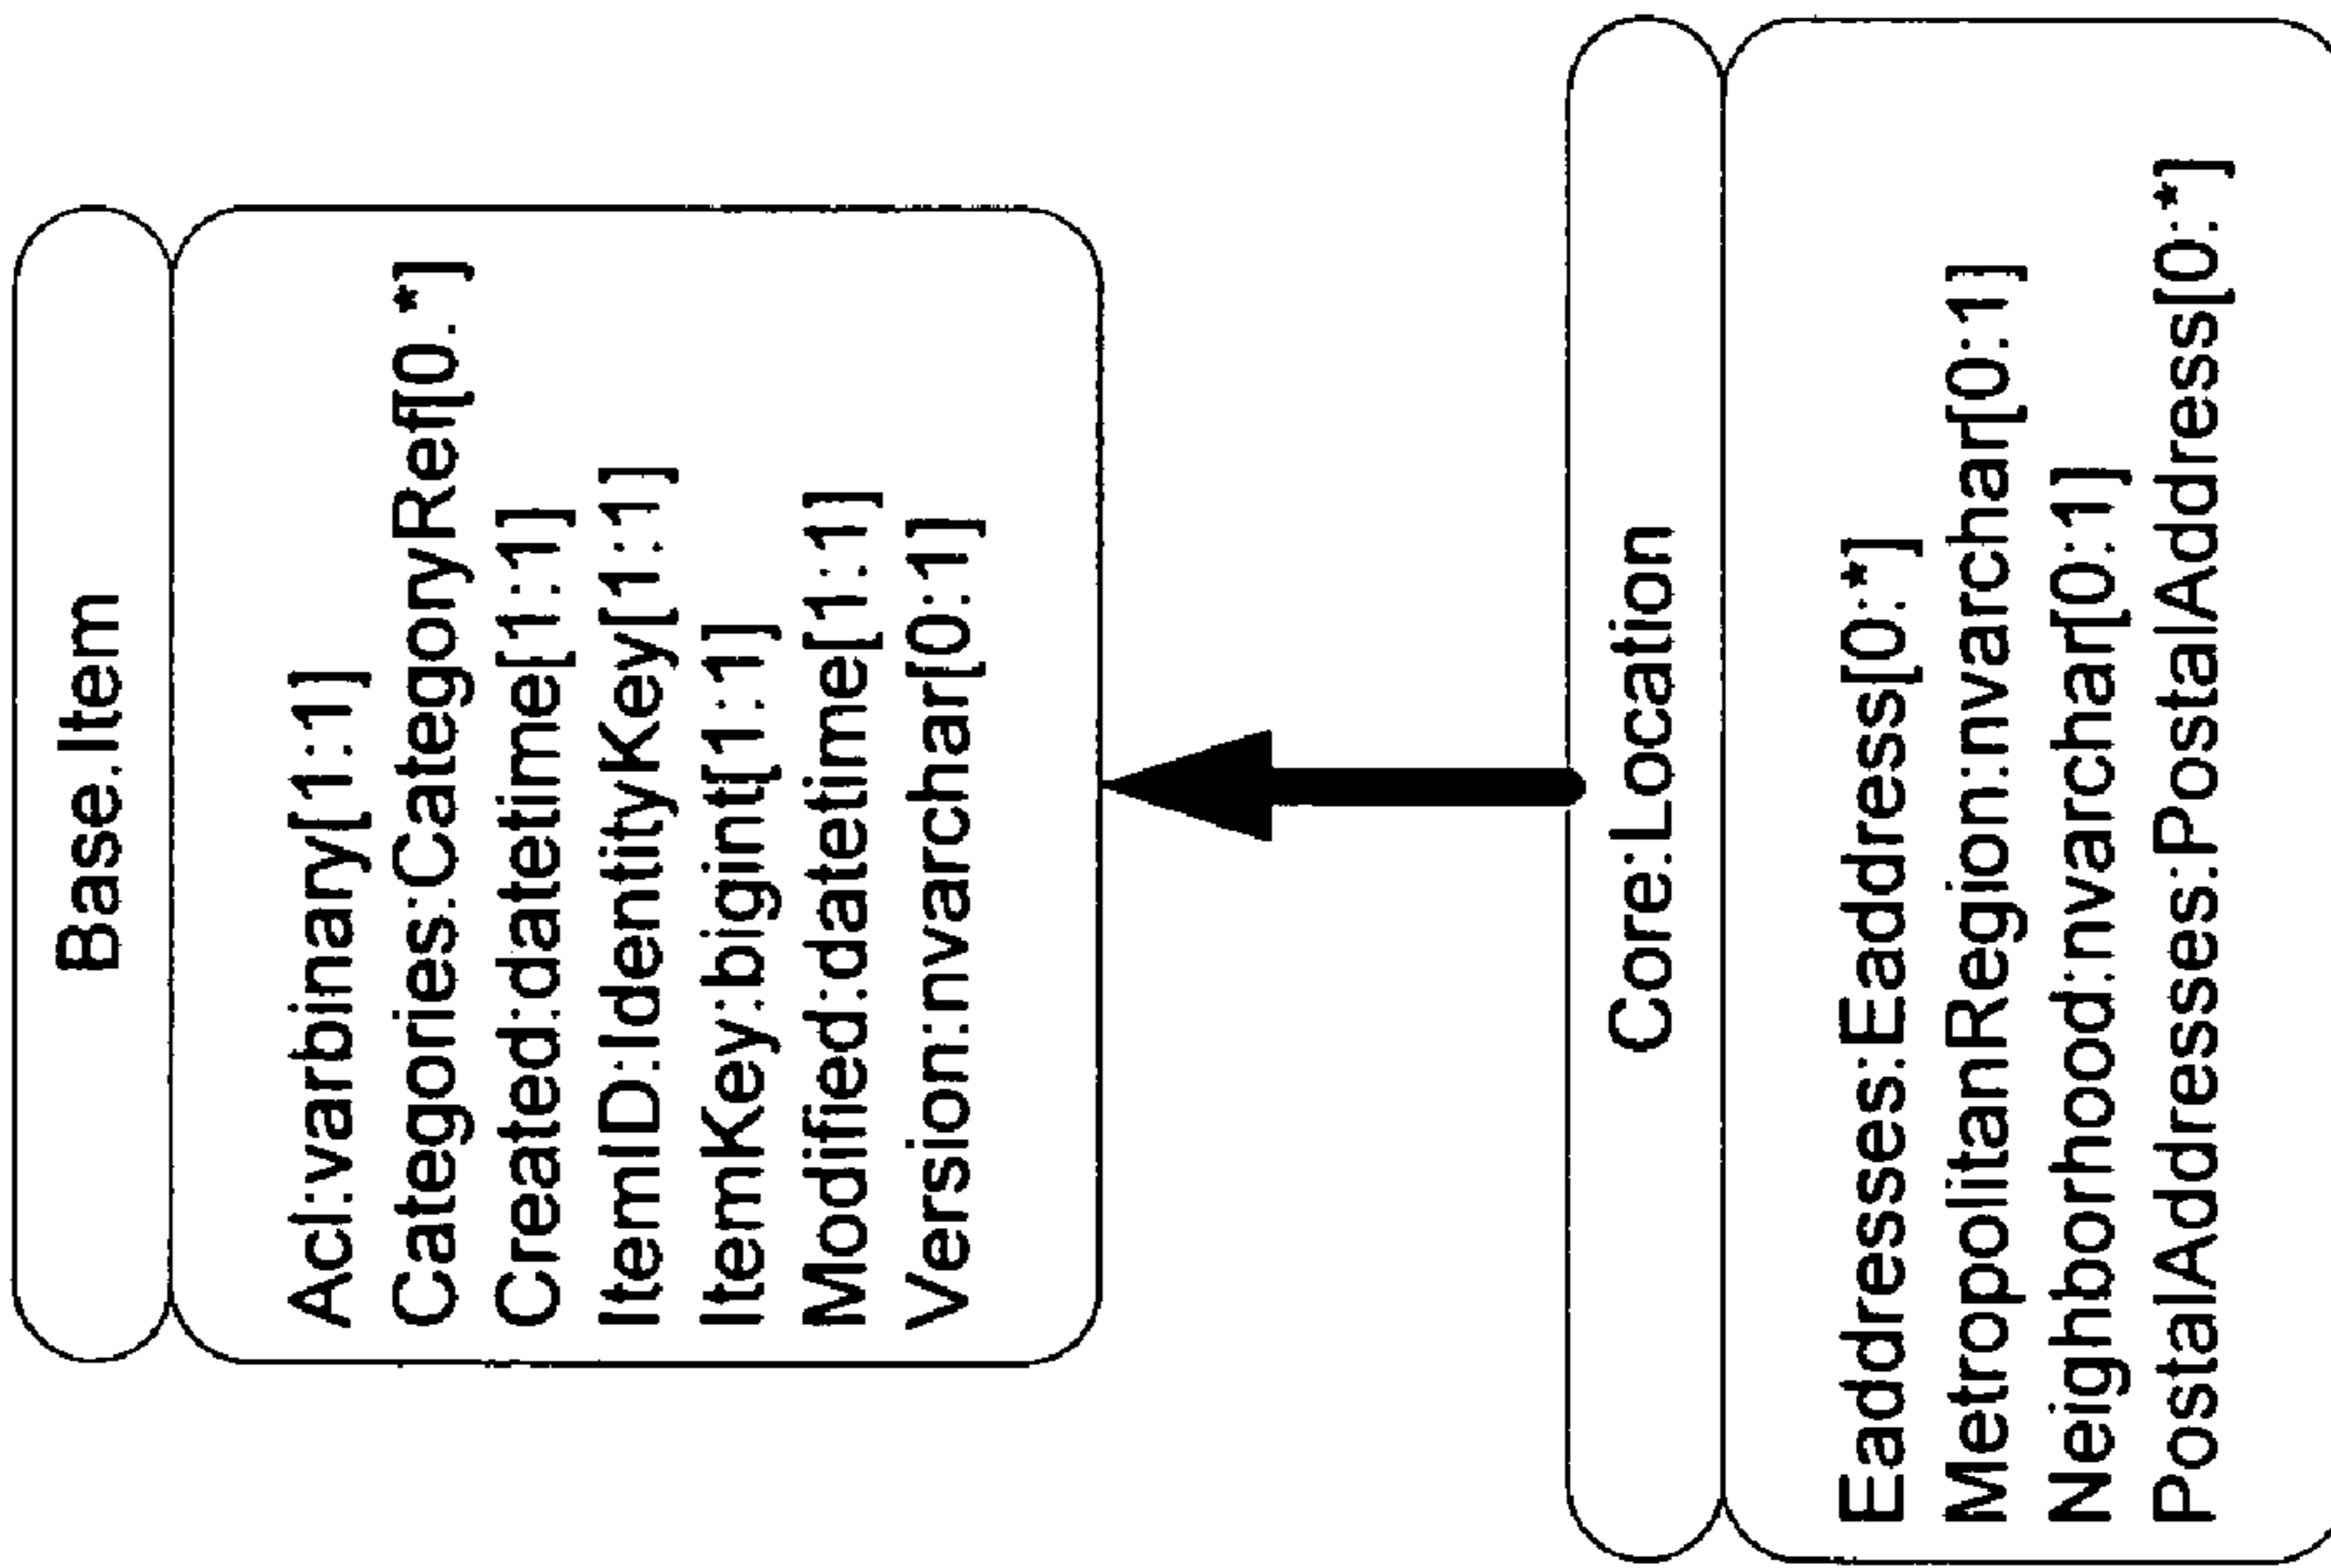 Base.Item
Acl:varbinary[1:1]
Categories:CategoryRef[0.*]
Created:datetime[1:1]
ItemID:IdentityKey[1:1]
ItemKey:bigint[1:1]
Modified:datetime[1:1]
Version:nvarchar[0:1]
Core:Location
Eaddresses:Eaddress[0:*]
MetropolitanRegion:nvarchar[0:1]
Neighborhood:nvarchar[0:1]
PostalAddresses:PostalAddress[0:*]